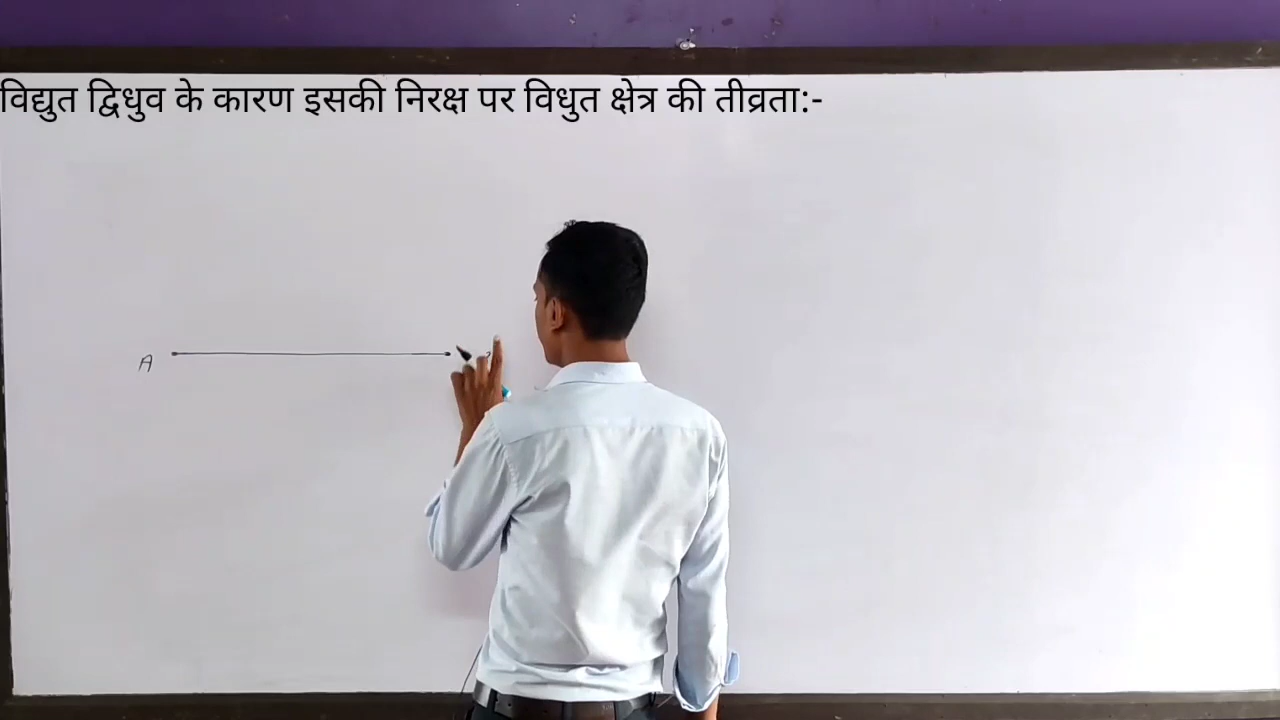 विद्युत द्विधुव के कारण इसकी निरक्ष पर विधुत क्षेत्र की तीव्रता:-
A